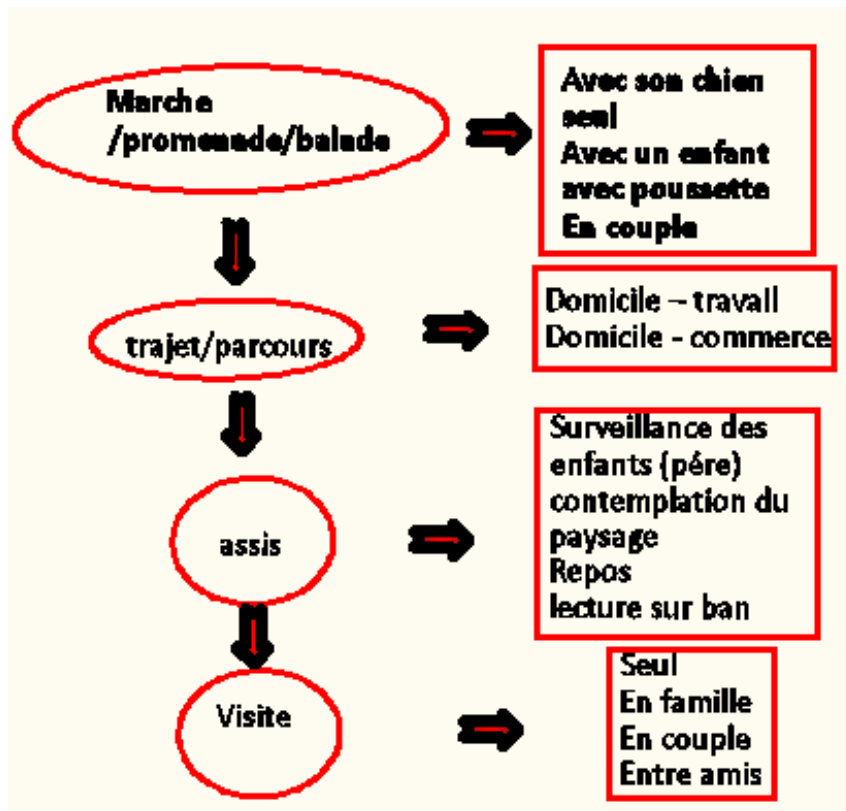 Marche
/promenade/balade
Avec son chien
seul
Avec un enfant
avec poussette
En couple
trajet/parcours
Domicile – travail
Domicile - commerce
assis
Surveillance des
enfants (pére)
contemplation du
paysage
Repos
lecture sur ban
Visite
Seul
En famille
En couple
Entre amis